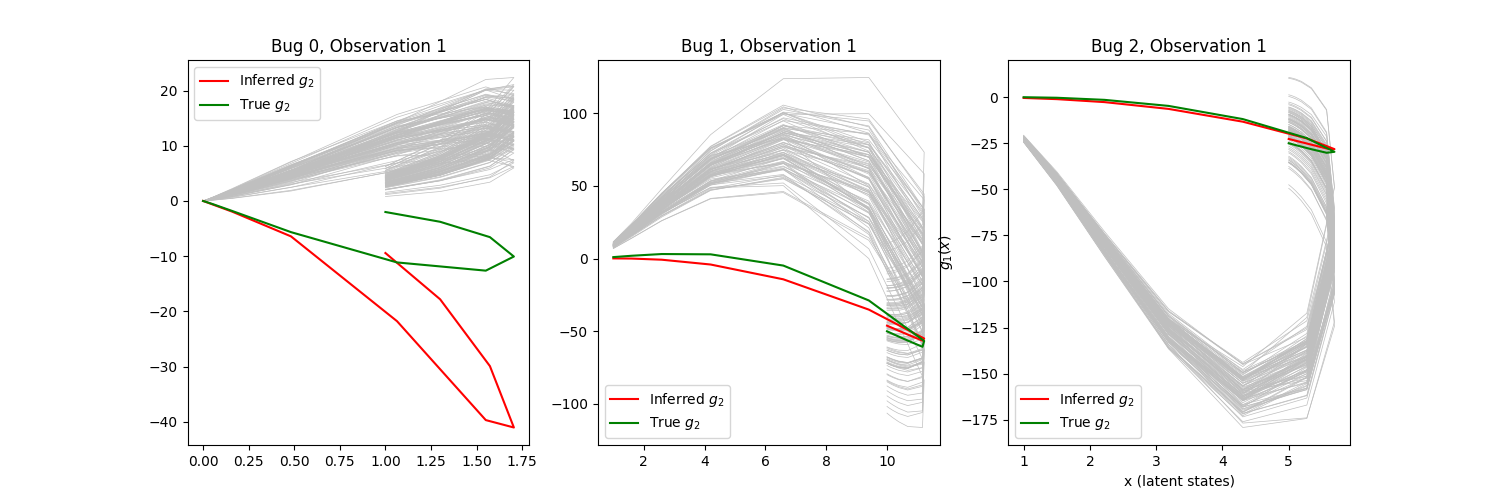 Bug 0, Observation 1
Inferred g₂
True g₂
20
10
0
−10
−20
−30
−40
0.00 0.25 0.50 0.75 1.00 1.25 1.50 1.75
Bug 1, Observation 1
100
50
0
−50
−100
Inferred g₂
True g₂
2 4 6 8 10
Bug 2, Observation 1
g₁(x)
0
−25
−50
−75
−100
−125
−150
−175
Inferred g₂
True g₂
1 2 3 4 5
x (latent states)